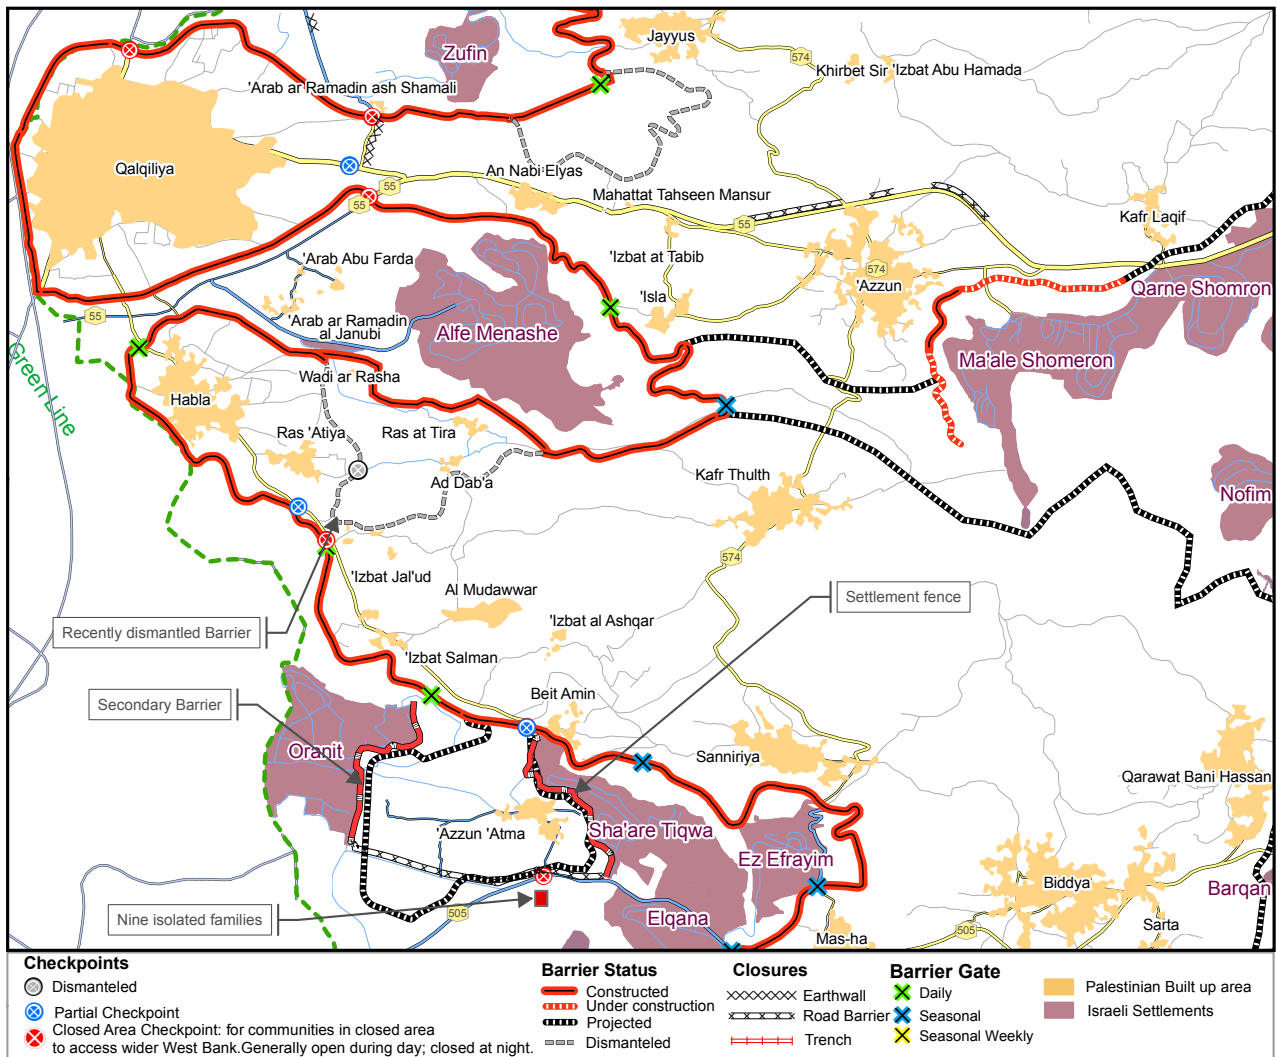 Zufin
Jayyus
574
Khirbet Sir
'Izbat Abu Hamada
'Arab ar Ramadin ash Shamali
Qalqiliya
An Nabi Elyas
Mahattat Tahseen Mansur
55
55
55
Kafr Laqif
'Arab Abu Farda
'Izbat at Tabib
574
'Azzun
'Isla
Qarne Shomron
55
'Arab ar Ramadin
al Janubi
Alfe Menashe
Ma'ale Shomeron
Green Line
Wadi ar Rasha
Habla
Ras 'Atiya
Ras at Tira
Ad Dab'a
Kafr Thulth
Nofim
574
'Izbat Jal'ud
Al Mudawwar
Settlement fence
'Izbat al Ashqar
Recently dismantled Barrier
'Izbat Salman
Beit Amin
Secondary Barrier
Oranit
Sanniriya
Qarawat Bani Hassan
'Azzun 'Atma
Sha'are Tiqwa
Ez Efrayim
Biddya
Barqan
Nine isolated families
505
Elqana
Mas-ha
505
Sarta
Checkpoints
Dismanteled
Partial Checkpoint
Closed Area Checkpoint: for communities in closed area
to access wider West Bank.Generally open during day; closed at night.
Barrier Status
Constructed
Under construction
Projected
Dismantled
Closures
Earthwall
Road Barrier
Trench
Barrier Gate
Daily
Seasonal
Seasonal Weekly
Palestinian Built up area
Israeli Settlements